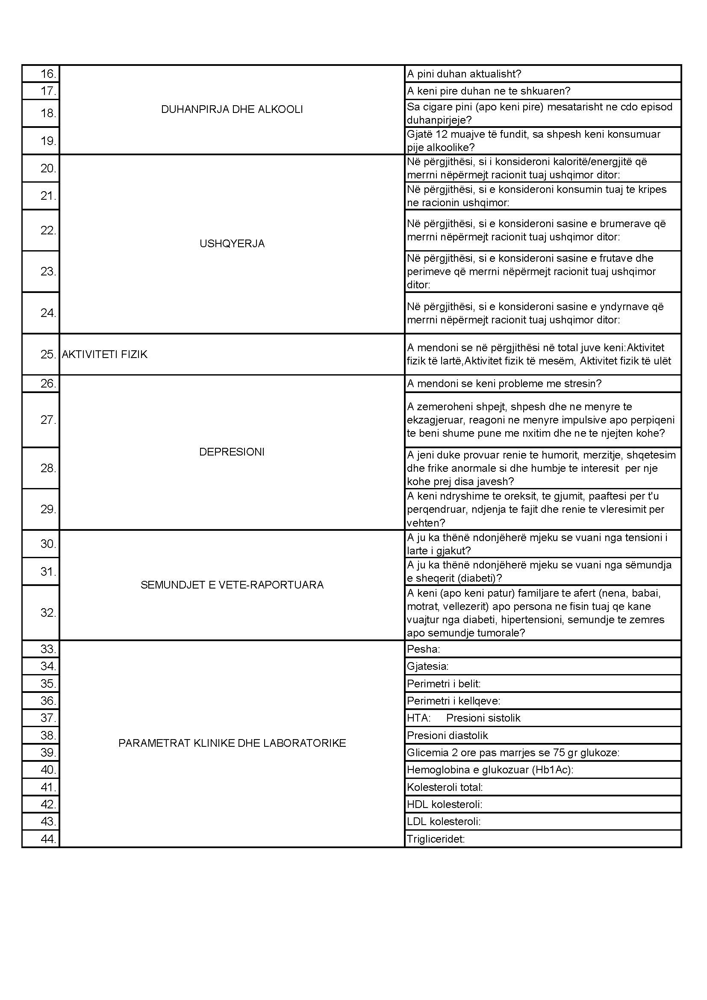 16.
A pini duhan aktualisht?
17.
A keni pire duhan ne te shkuaren?
DUHANPIRJA DHE ALKOOLI
18.
Sa cigare pini (apo keni pire) mesatarisht ne cdo episod
duhanpirjeje?
19.
Gjatë 12 muajve të fundit, sa shpesh keni konsumuar
pije alkoolike?
20.
Në përgjithësi, si i konsideroni kaloritë/energjitë që
merrni nëpërmejt racionit tuaj ushqimor ditor:
21.
Në përgjithësi, si e konsideroni konsumin tuaj te kripes
ne racionin ushqimor:
22.
Në përgjithësi, si e konsideroni sasine e brumerave që
merrni nëpërmejt racionit tuaj ushqimor ditor:
USHQYERJA
23.
Në përgjithësi, si e konsideroni sasine e frutave dhe
perimeve që merrni nëpërmejt racionit tuaj ushqimor
ditor:
24.
Në përgjithësi, si e konsideroni sasine e yndyrnave që
merrni nëpërmejt racionit tuaj ushqimor ditor:
25.
AKTIVITETI FIZIK
A mendoni se në përgjithësi në total juve keni:Aktivitet
fizik të lartë,Aktivitet fizik të mesëm, Aktivitet fizik të ulët
26.
A mendoni se keni probleme me stresin?
27.
A zemeroheni shpejt, shpesh dhe ne menyre te
ekzagjeruar, reagoni ne menyre impulsive apo perpiqeni
te beni shume pune me nxitim dhe ne te njejten kohe?
DEPRESIONI
28.
A jeni duke provuar renie te humorit, merzitje, shqetesim
dhe frike anormale si dhe humbje te interesit  per nje
kohe prej disa javesh?
29.
A keni ndryshime te oreksit, te gjumit, paaftesi per t'u
perqendruar, ndjenja te fajit dhe renie te vleresimit per
vehten?
30.
A ju ka thënë ndonjëherë mjeku se vuani nga tensioni i
larte i gjakut?
31.
A ju ka thënë ndonjëherë mjeku se vuani nga sëmundja
e sheqerit (diabeti)?
SEMUNDJET E VETE-RAPORTUARA
32.
A keni (apo keni patur) familjare te afert (nena, babai,
motrat, vellezerit) apo persona ne fisin tuaj qe kane
vuajtur nga diabeti, hipertensioni, semundje te zemres
apo semundje tumorale?
33.
Pesha:
34.
Gjatesia:
35.
Perimetri i belit:
36.
Perimetri i kellqeve:
37.
HTA:     Presioni sistolik
38.
Presioni diastolik
PARAMETRAT KLINIKE DHE LABORATORIKE
39.
Glicemia 2 ore pas marrjes se 75 gr glukoze:
40.
Hemoglobina e glukozuar (Hb1Ac):
41.
Kolesteroli total:
42.
HDL kolesteroli:
43.
LDL kolesteroli:
44.
Trigliceridet: